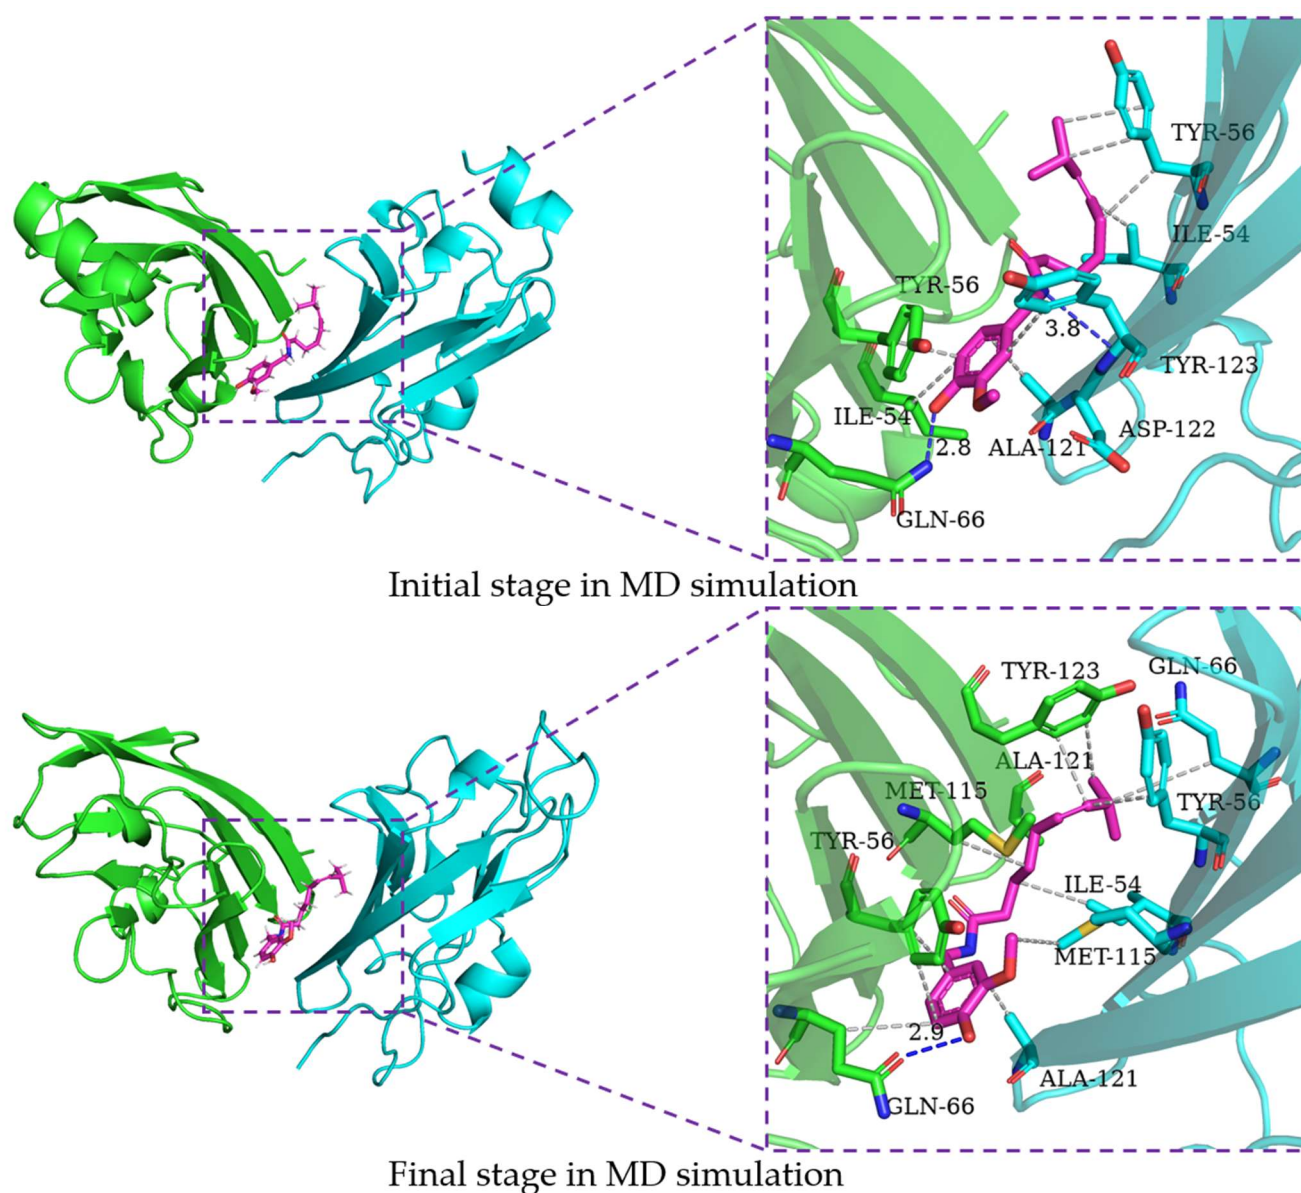 TYR-56
ILE-54
TYR-56
3.8
TYR-123
ILE-54
ASP-122
ALA-121
2.8
GLN-66
Initial stage in MD simulation
TYR-123
GLN-66
ALA-121
MET-115
TYR-56
TYR-56
ILE-54
MET-115
2.9
ALA-121
GLN-66
Final stage in MD simulation